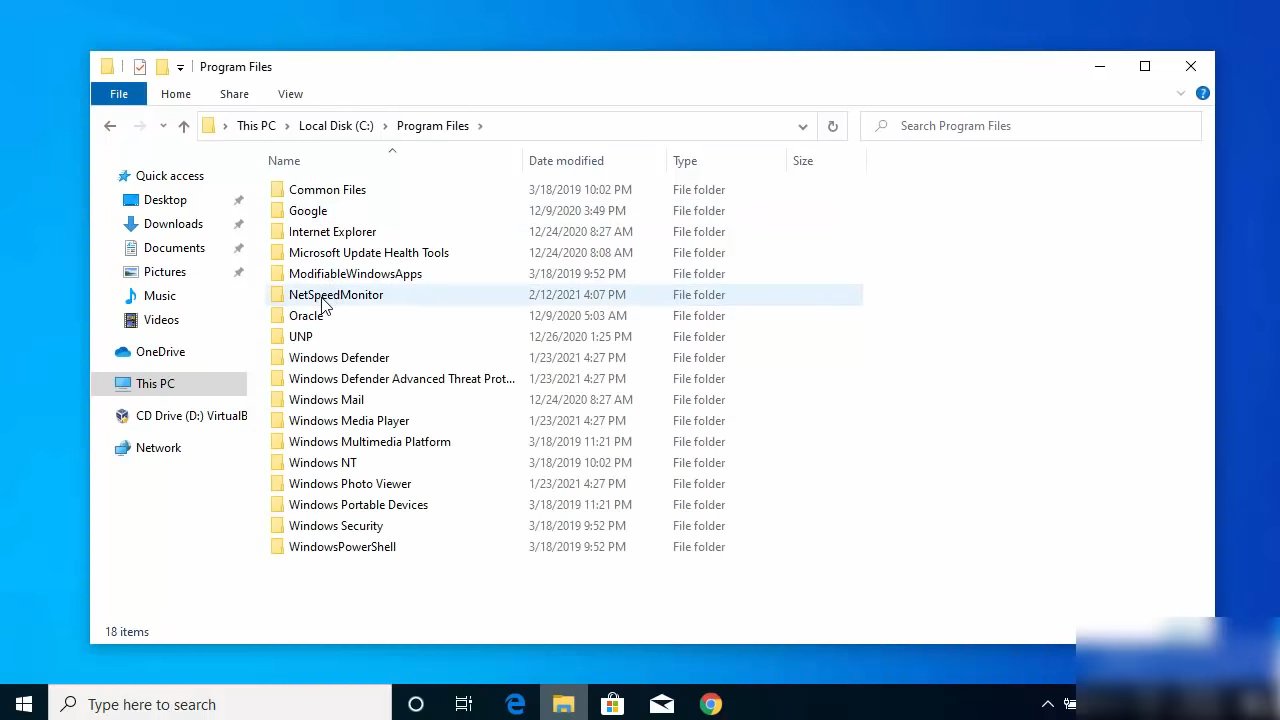 Program Files
File Home Share View
This PC Local Disk (C:) Program Files Search Program Files
Name Date modified Type Size
Quick access
Desktop
Downloads
Documents
Pictures
Music
Videos
OneDrive
This PC
CD Drive (D:) VirtualB
Network
Common Files 3/18/2019 10:02 PM File folder
Google 12/9/2020 3:49 PM File folder
Internet Explorer 12/24/2020 8:27 AM File folder
Microsoft Update Health Tools 12/24/2020 8:08 AM File folder
ModifiableWindowsApps 3/18/2019 9:52 PM File folder
NetSpeedMonitor 2/12/2021 4:07 PM File folder
Oracle 12/9/2020 5:03 AM File folder
UNP 12/26/2020 1:25 PM File folder
Windows Defender 1/23/2021 4:27 PM File folder
Windows Defender Advanced Threat Prot... 1/23/2021 4:27 PM File folder
Windows Mail 12/24/2020 8:27 AM File folder
Windows Media Player 1/23/2021 4:27 PM File folder
Windows Multimedia Platform 3/18/2019 11:21 PM File folder
Windows NT 3/18/2019 10:02 PM File folder
Windows Photo Viewer 1/23/2021 4:27 PM File folder
Windows Portable Devices 3/18/2019 11:21 PM File folder
Windows Security 3/18/2019 9:52 PM File folder
WindowsPowerShell 3/18/2019 9:52 PM File folder
18 items
Type here to search